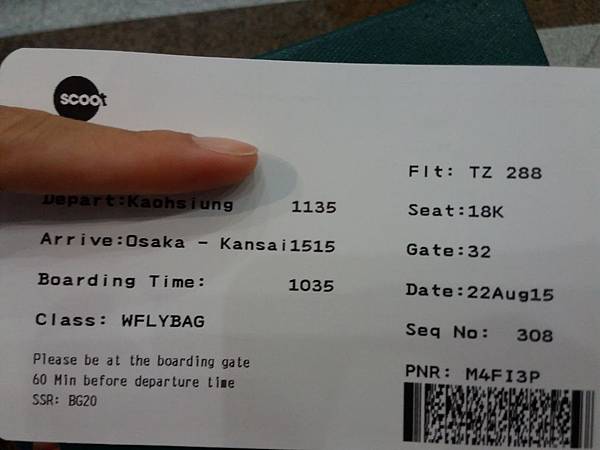 scoot
Flt: TZ 288
Depart:Kaohsiung 1135
Seat:18K
Arrive:Osaka - Kansai1515
Gate:32
Boarding Time: 1035
Date:22Aug15
Class: WFLYBAG
Seq No: 308
Please be at the boarding gate
60 Min before departure time
SSR: BG20
PNR: M4FI3P